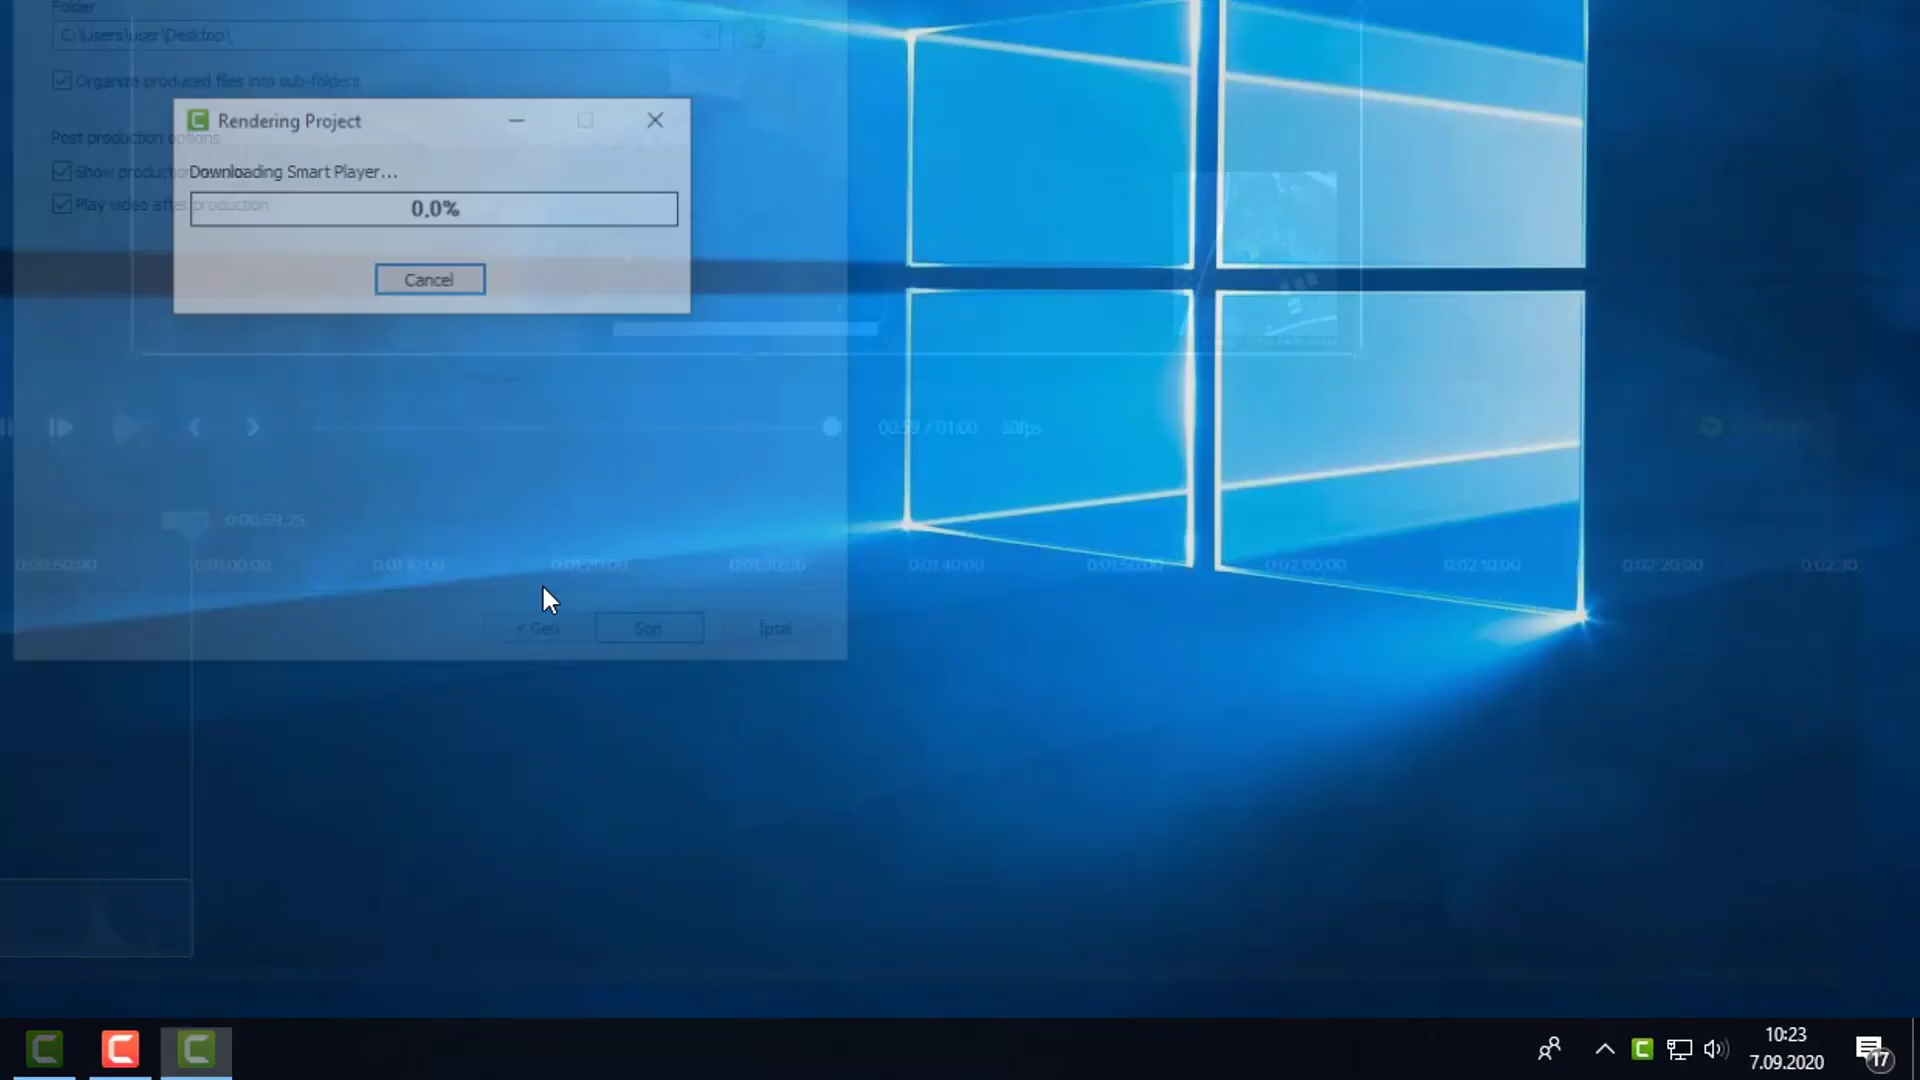 Folder
C:\Users\user\Desktop\
Organize produced files into sub-folders
Rendering Project
Post production options
Downloading Smart Player...
Show produc
Play video after production
0,0%
Cancel
00:59 / 01:00 30fps
0:00:59;25
0:00:50;00 0:01:00;00 0:01:10;00 0:01:20;00 0:01:30;00 0:01:40;00 0:01:50;00 0:02:00;00 0:02:10;00 0:02:20;00 0:02:30;
< Geri Son İptal
10:23
7.09.2020
17